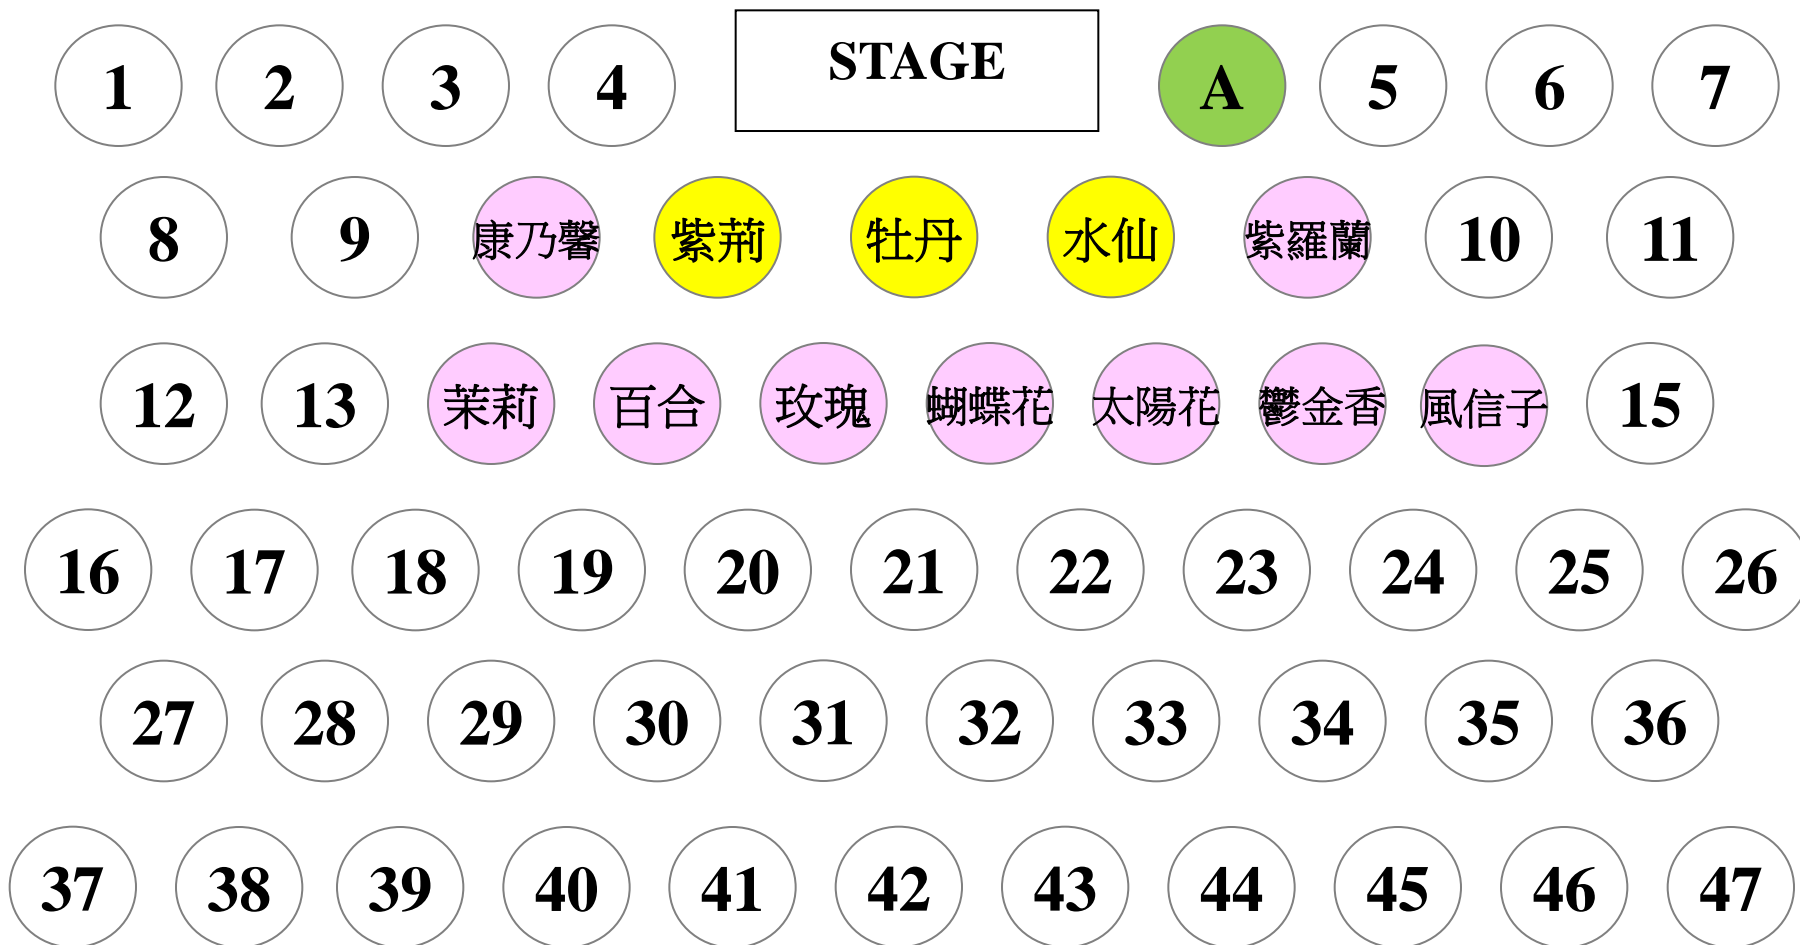 1 2 3 4 STAGE A 5 6 7
8 9 康乃馨 紫荊 牡丹 水仙 紫羅蘭 10 11
12 13 茉莉 百合 玫瑰 蝴蝶花 太陽花 鬱金香 風信子 15
16 17 18 19 20 21 22 23 24 25 26
27 28 29 30 31 32 33 34 35 36
37 38 39 40 41 42 43 44 45 46 47